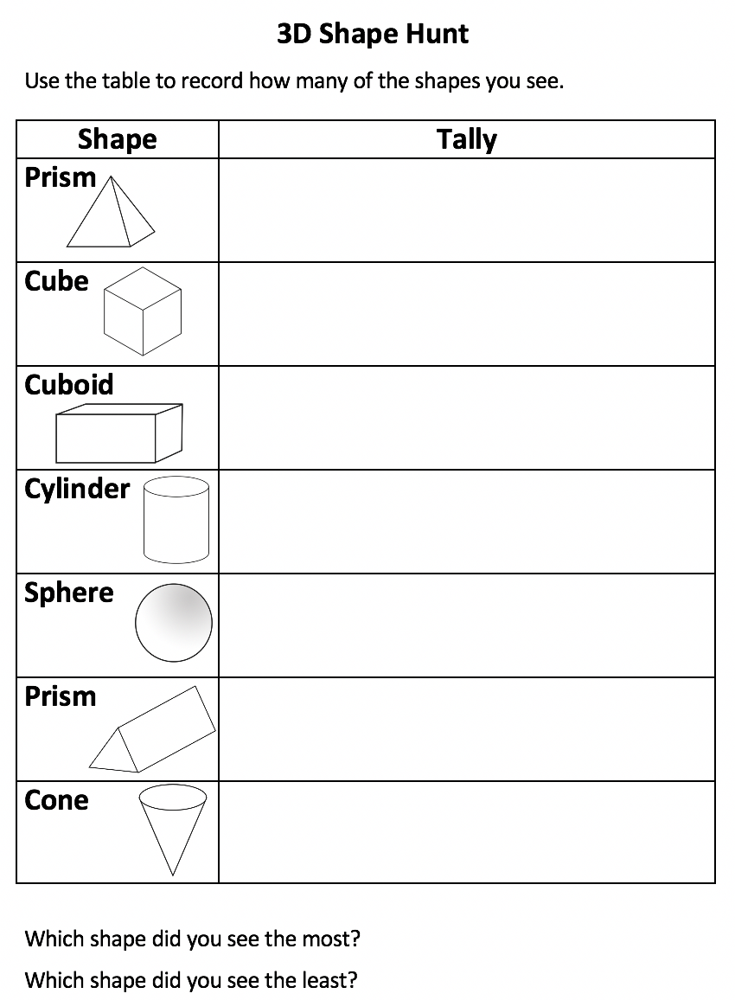 3D Shape Hunt
Use the table to record how many of the shapes you see.
Shape Tally
Prism
Cube
Cuboid
Cylinder
Sphere
Prism
Cone
Which shape did you see the most?
Which shape did you see the least?